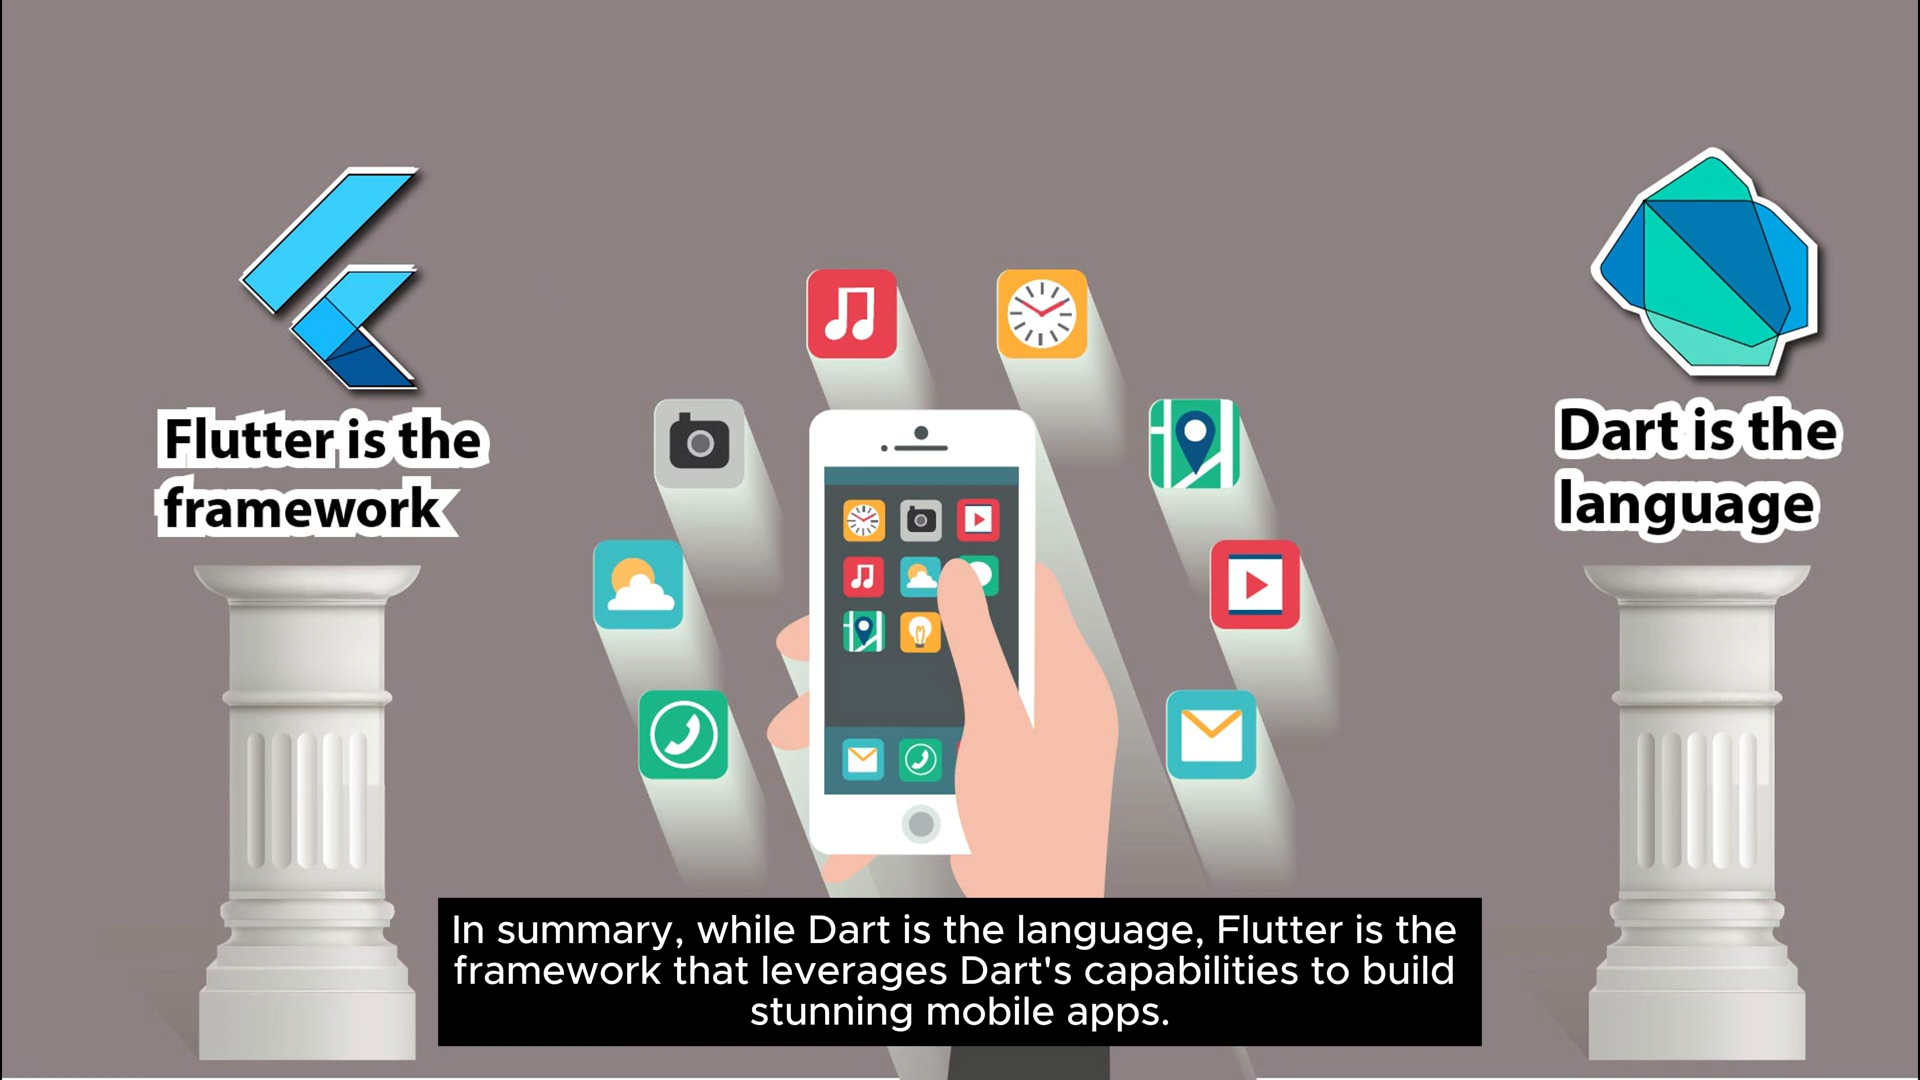 Flutter is the
framework
Dart is the
language
In summary, while Dart is the language, Flutter is the
framework that leverages Dart's capabilities to build
stunning mobile apps.